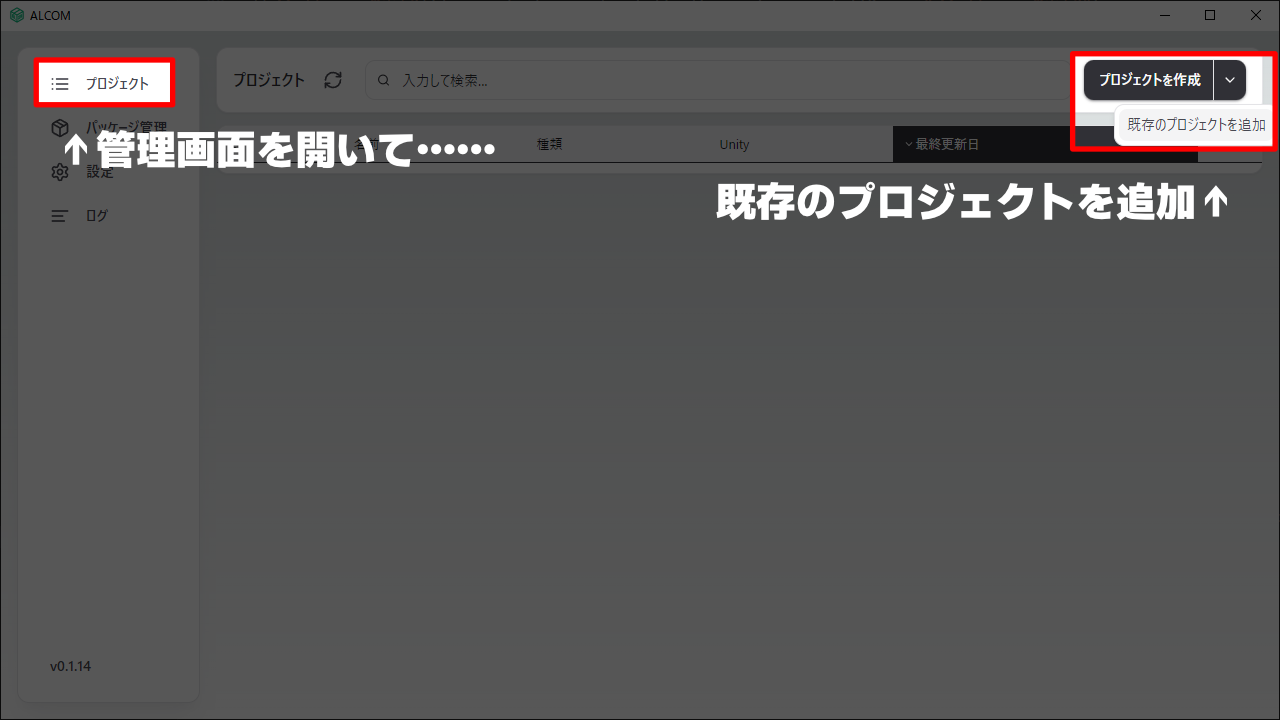 ALCOM
プロジェクト
パッケージ管理
設定
ログ
v0.1.14
プロジェクト
入力して検索...
プロジェクトを作成
既存のプロジェクトを追加
名前
種類
Unity
最終更新日
↑管理画面を開いて……
既存のプロジェクトを追加↑